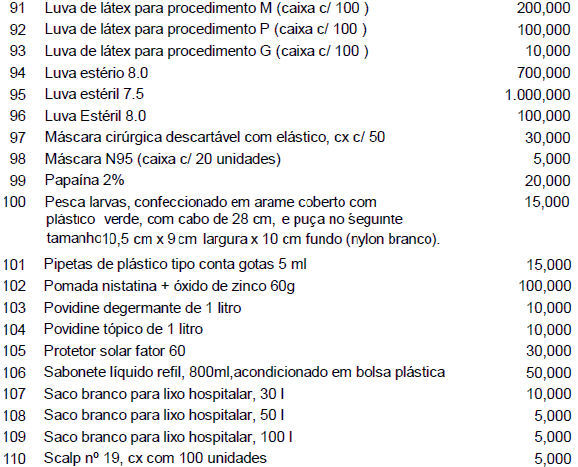 91 Luva de látex para procedimento M (caixa c/ 100 ) 200,000
92 Luva de látex para procedimento P (caixa c/ 100 ) 100,000
93 Luva de látex para procedimento G (caixa c/ 100 ) 10,000
94 Luva estério 8.0 700,000
95 Luva estéril 7.5 1.000,000
96 Luva Estéril 8.0 100,000
97 Máscara cirúrgica descartável com elástico, cx c/ 50 30,000
98 Máscara N95 (caixa c/ 20 unidades) 5,000
99 Papaína 2% 20,000
100 Pesca larvas, confeccionado em arame coberto com 15,000
plástico verde, com cabo de 28 cm, e puça no seguinte
tamanho10,5 cm x 9 cm largura x 10 cm fundo (nylon branco).
101 Pipetas de plástico tipo conta gotas 5 ml 15,000
102 Pomada nistatina + óxido de zinco 60g 100,000
103 Povidine degermante de 1 litro 10,000
104 Povidine tópico de 1 litro 10,000
105 Protetor solar fator 60 30,000
106 Sabonete líquido refil, 800ml,acondicionado em bolsa plástica 50,000
107 Saco branco para lixo hospitalar, 30 l 10,000
108 Saco branco para lixo hospitalar, 50 l 5,000
109 Saco branco para lixo hospitalar, 100 l 5,000
110 Scalp nº 19, cx com 100 unidades 5,000